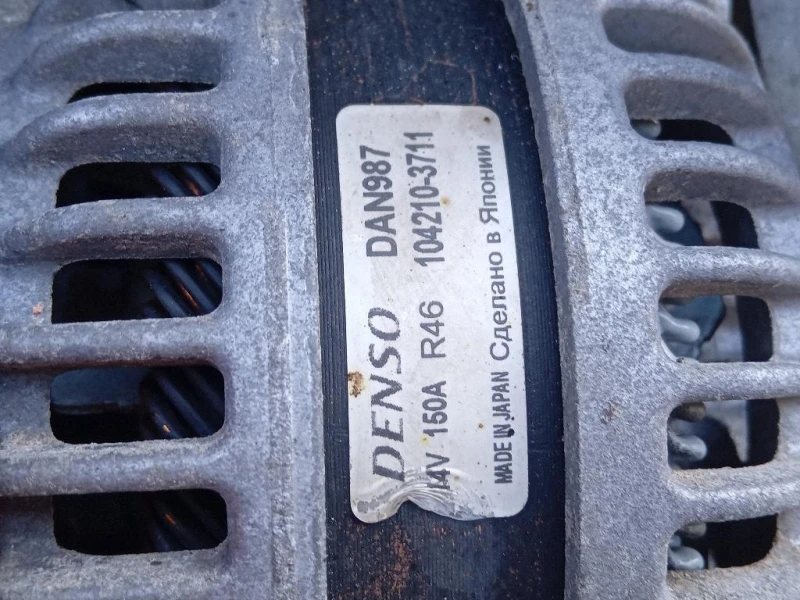 DENSO DAN987
14V 150A R46 104210-3711
MADE IN JAPAN Сделано в Японии